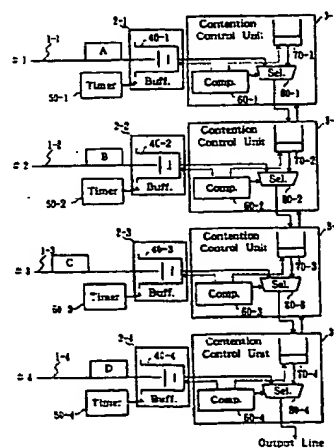 2-1 3-
1-1 40-1 Contention Control Unit
A 70-1
#1
Timer Buff. Comp. Sel.
50-1 60-1 80-1
2-2 3-
1-2 40-2 Contention Control Unit
B 70-2
#2
Timer Buff. Comp. Sel.
50-2 60-2 80-2
2-3 3-
1-3 40-3 Contention Control Unit
C 70-3
#3
Timer Buff. Comp. Sel.
50-3 60-3
2-4 3-
1-4 40-4 Contention Control Unit
D 70-4
#4
Timer Buff. Comp. Sel.
50-4 60-4 80-4
Output Line